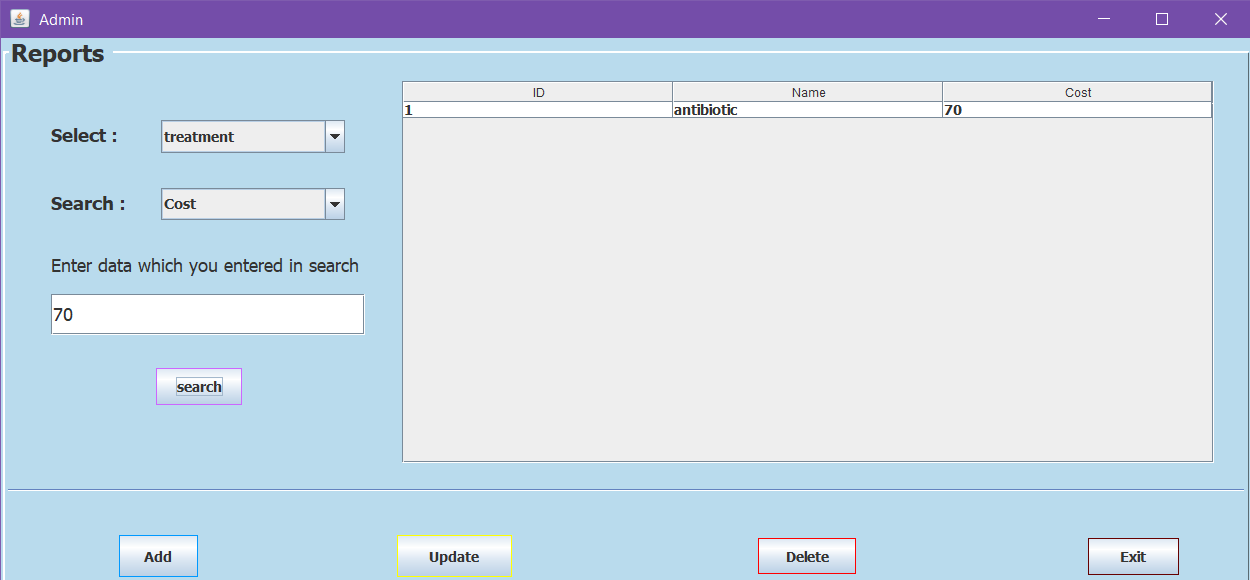 Admin
Reports
Select :
treatment
Search :
Cost
Enter data which you entered in search
70
search
ID Name Cost
1 antibiotic 70
Add Update Delete Exit